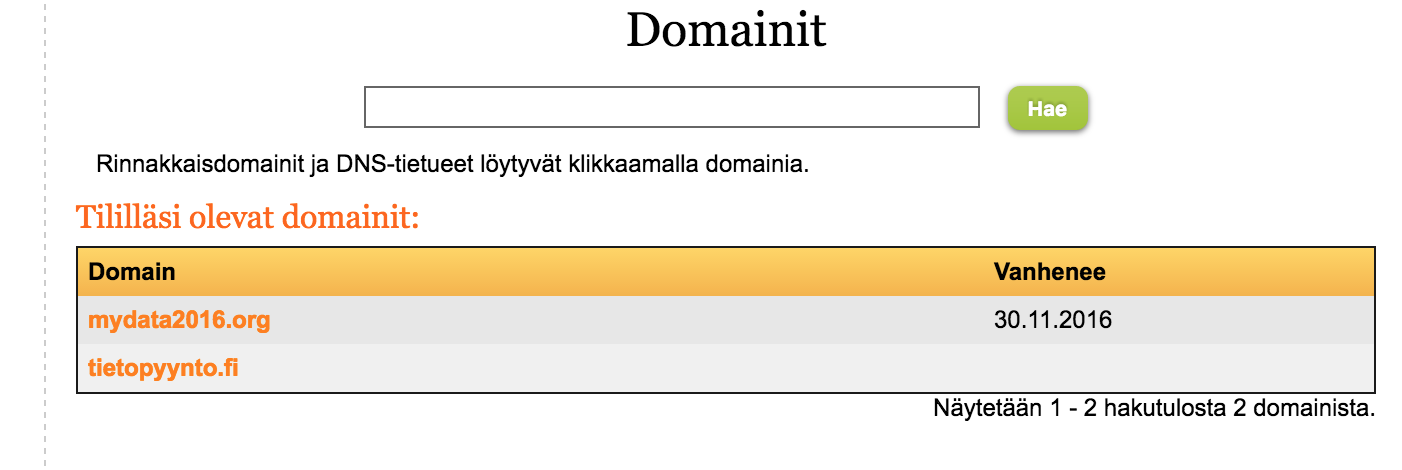 Domainit
Hae
Rinnakkaisdomainit ja DNS-tietueet löytyvät klikkaamalla domainia.
Tililläsi olevat domainit:
Domain Vanhenee
mydata2016.org 30.11.2016
tietopyynto.fi
Näytetään 1 - 2 hakutulosta 2 domainista.